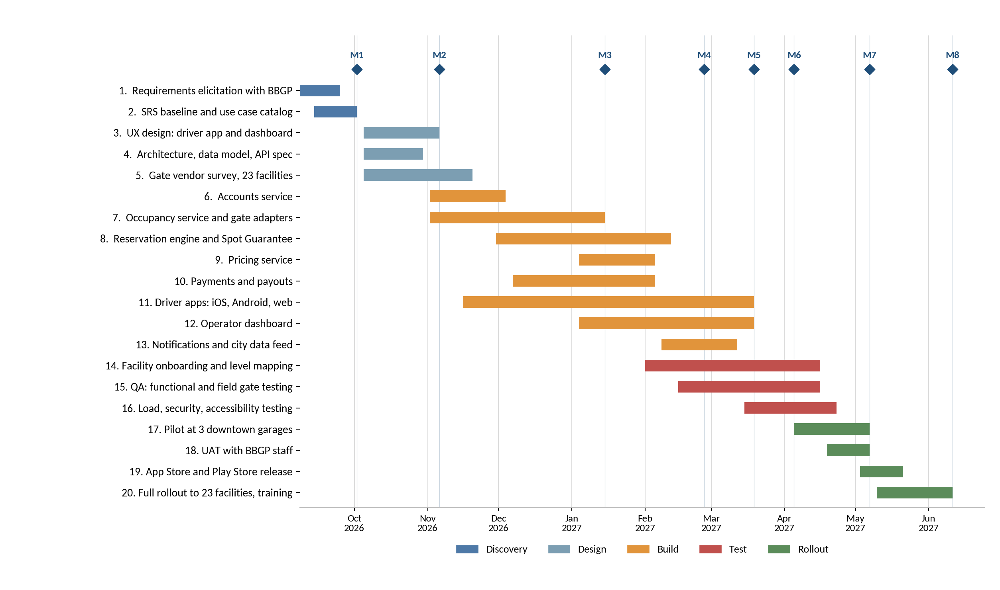 M1 M2 M3 M4 M5 M6 M7 M8
1. Requirements elicitation with BBGP
2. SRS baseline and use case catalog
3. UX design: driver app and dashboard
4. Architecture, data model, API spec
5. Gate vendor survey, 23 facilities
6. Accounts service
7. Occupancy service and gate adapters
8. Reservation engine and Spot Guarantee
9. Pricing service
10. Payments and payouts
11. Driver apps: iOS, Android, web
12. Operator dashboard
13. Notifications and city data feed
14. Facility onboarding and level mapping
15. QA: functional and field gate testing
16. Load, security, accessibility testing
17. Pilot at 3 downtown garages
18. UAT with BBGP staff
19. App Store and Play Store release
20. Full rollout to 23 facilities, training
Oct Nov Dec Jan Feb Mar Apr May Jun
2026 2026 2026 2027 2027 2027 2027 2027 2027
Discovery Design Build Test Rollout